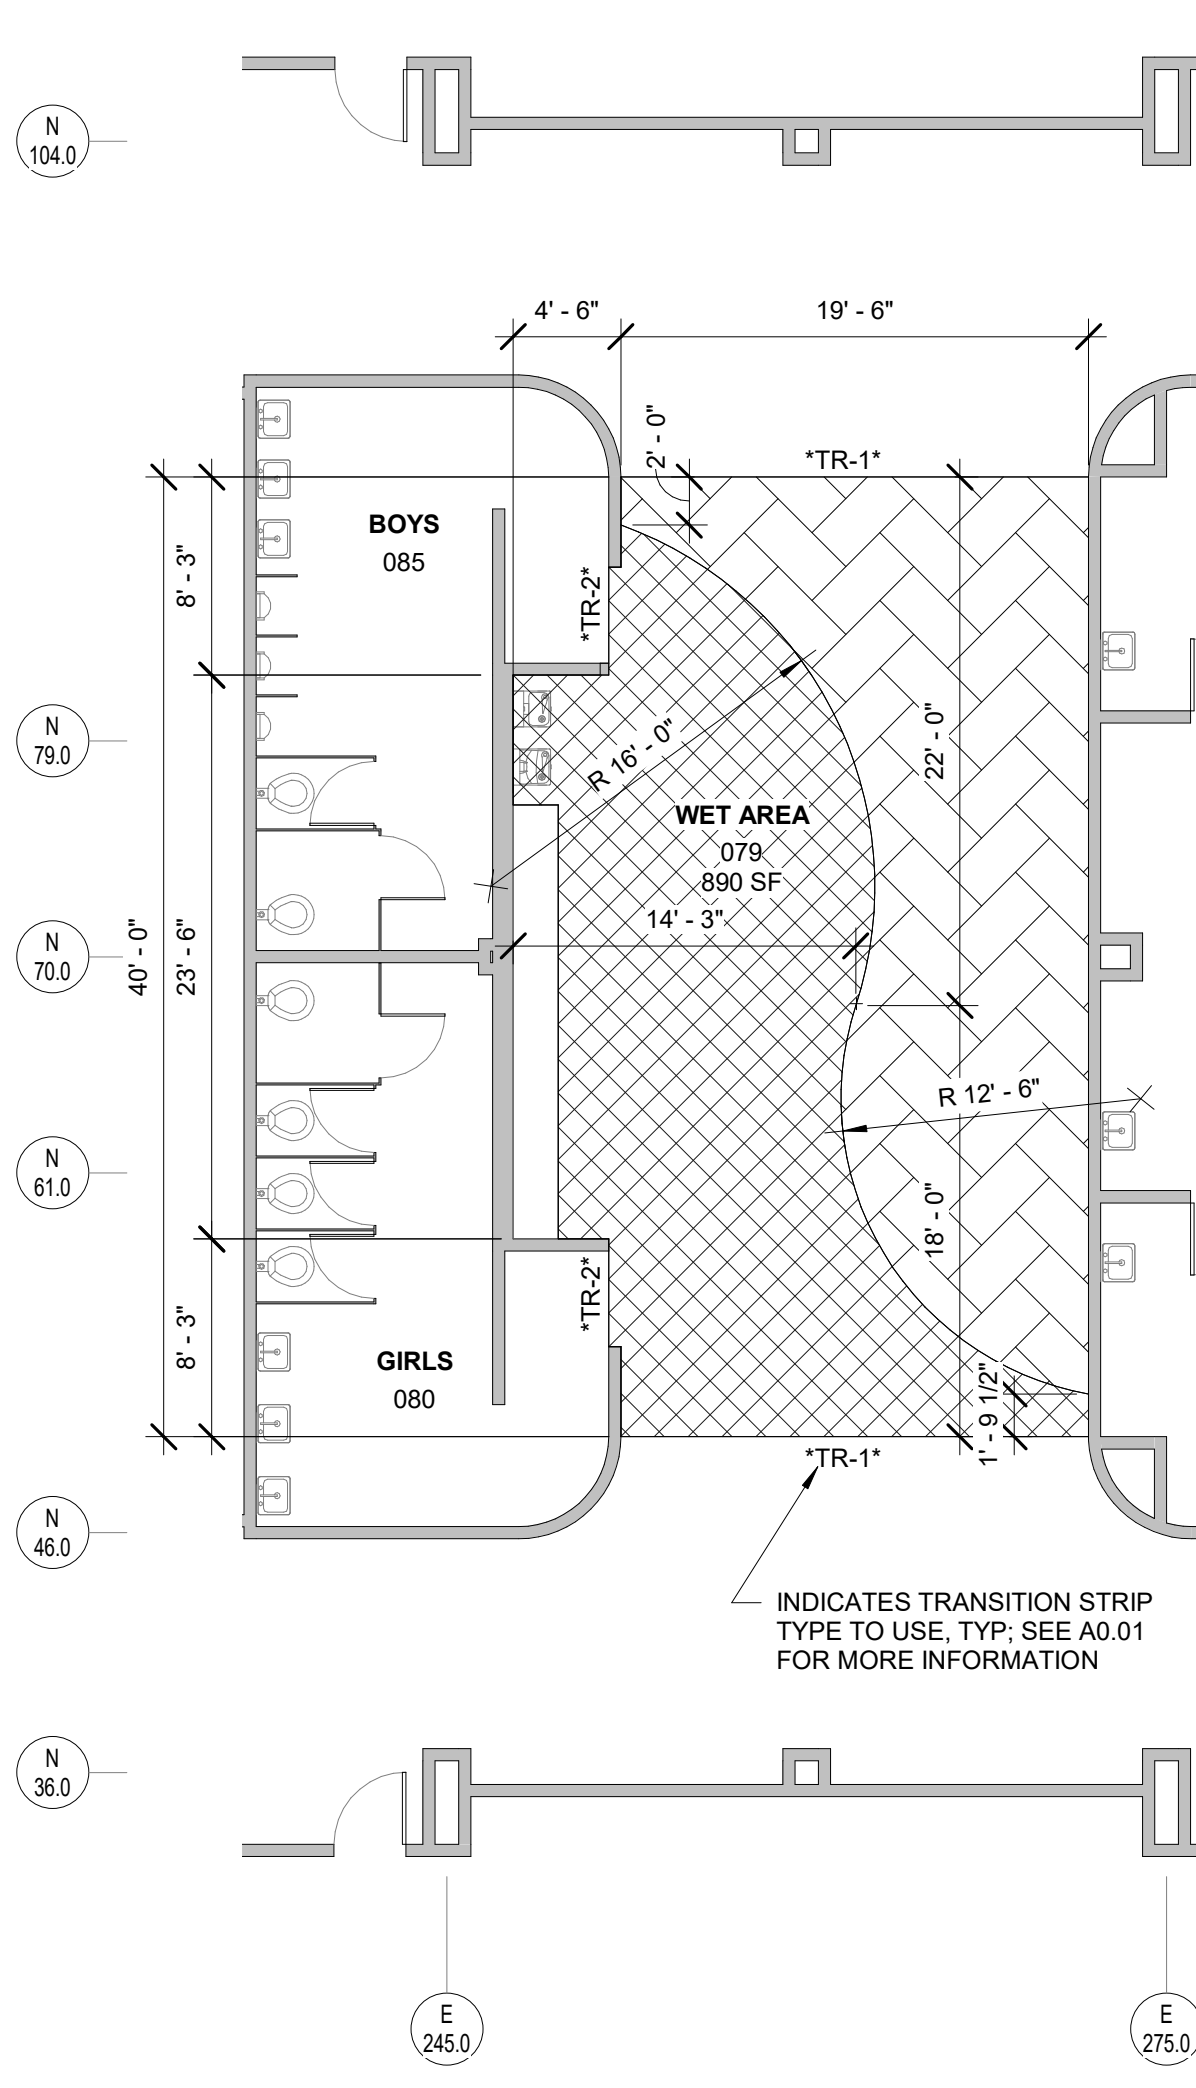 N
104.0
4' - 6"
19' - 6"
2' - 0"
*TR-1*
BOYS
085
8' - 3"
*TR-2*
N
79.0
R 16' - 0"
22' - 0"
WET AREA
079
890 SF
14' - 3"
N
70.0
40' - 0"
23' - 6"
R 12' - 6"
N
61.0
18' - 0"
*TR-2*
8' - 3"
GIRLS
080
1' - 9 1/2"
*TR-1*
N
46.0
INDICATES TRANSITION STRIP
TYPE TO USE, TYP; SEE A0.01
FOR MORE INFORMATION
N
36.0
E
245.0
E
275.0